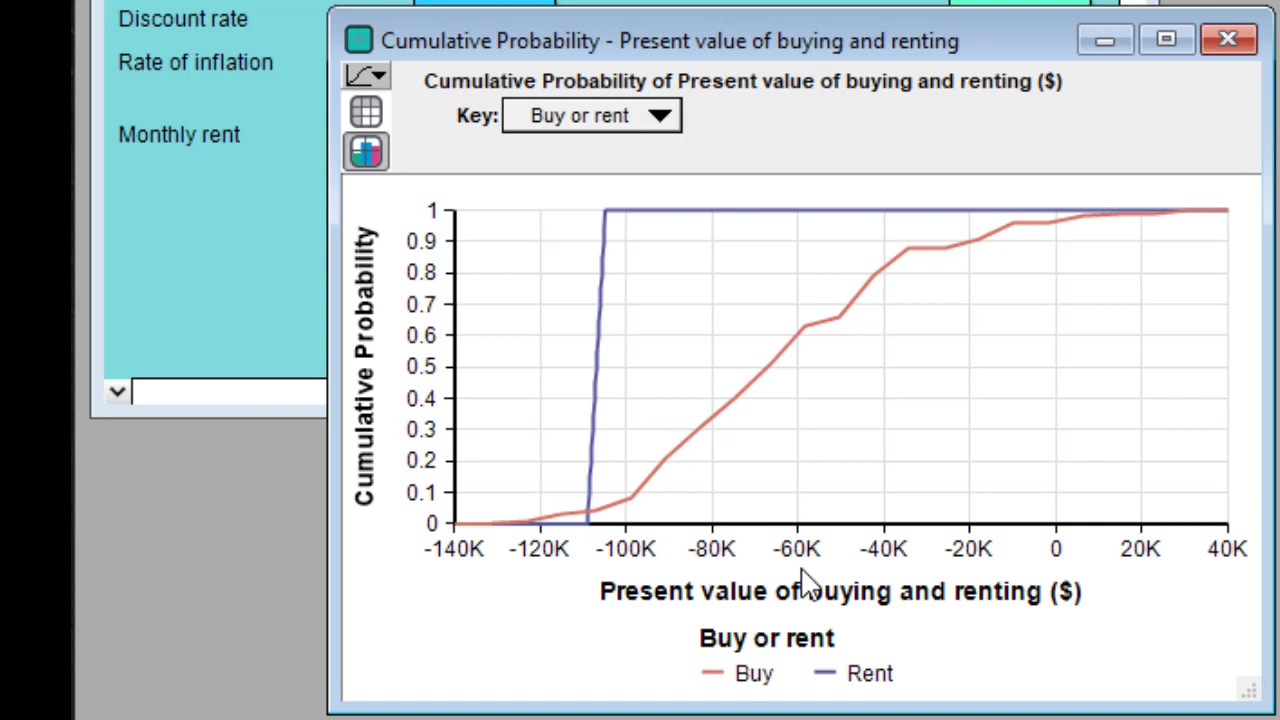 Discount rate
Rate of inflation
Monthly rent
Cumulative Probability - Present value of buying and renting
Cumulative Probability of Present value of buying and renting ($)
Key: Buy or rent
Cumulative Probability
1
0.9
0.8
0.7
0.6
0.5
0.4
0.3
0.2
0.1
0
-140K -120K -100K -80K -60K -40K -20K 0 20K 40K
Present value of buying and renting ($)
Buy or rent
Buy Rent